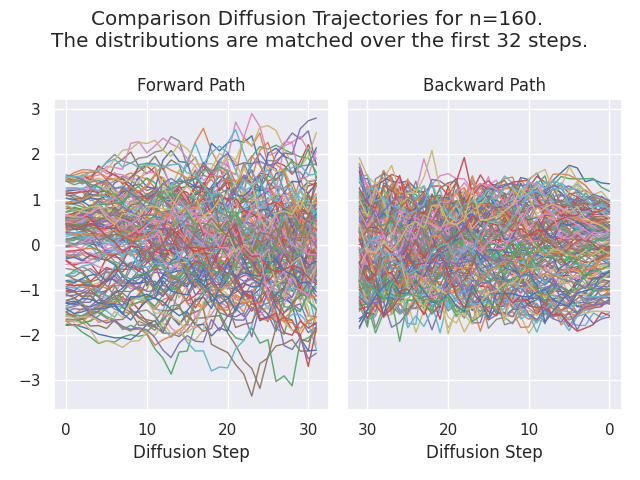 Comparison Diffusion Trajectories for n=160.
The distributions are matched over the first 32 steps.
Forward Path
Backward Path
3
2
1
0
−1
−2
−3
0 10 20 30
30 20 10 0
Diffusion Step
Diffusion Step